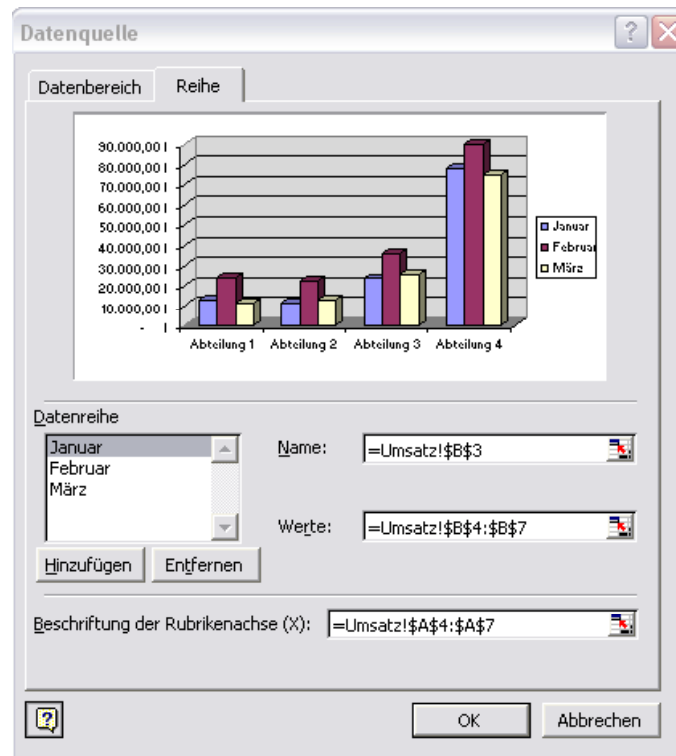 Datenquelle
Datenbereich Reihe
90.000,00 l
80.000,00 l
70.000,00 l
60.000,00 l
50.000,00 l
40.000,00 l
30.000,00 l
20.000,00 l
10.000,00 l
- l
Abteilung 1 Abteilung 2 Abteilung 3 Abteilung 4
Januar
Februar
März
Datenreihe
Januar
Februar
März
Name: =Umsatz!$B$3
Werte: =Umsatz!$B$4:$B$7
Hinzufügen Entfernen
Beschriftung der Rubrikenachse (X): =Umsatz!$A$4:$A$7
OK Abbrechen